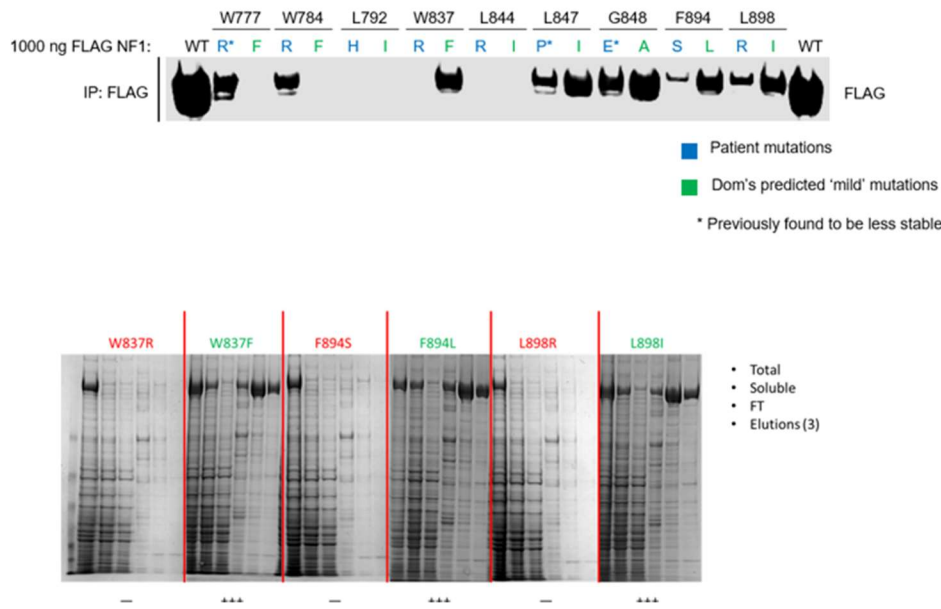 W777 W784 L792 W837 L844 L847 G848 F894 L898
1000 ng FLAG NF1: WT R* F R F H I R F R I P* I E* A S L R I WT
IP: FLAG FLAG
Patient mutations
Dom's predicted 'mild' mutations
* Previously found to be less stable
W837R W837F F894S F894L L898R L898I
• Total
• Soluble
• FT
• Elutions (3)
– +++ – +++ – +++